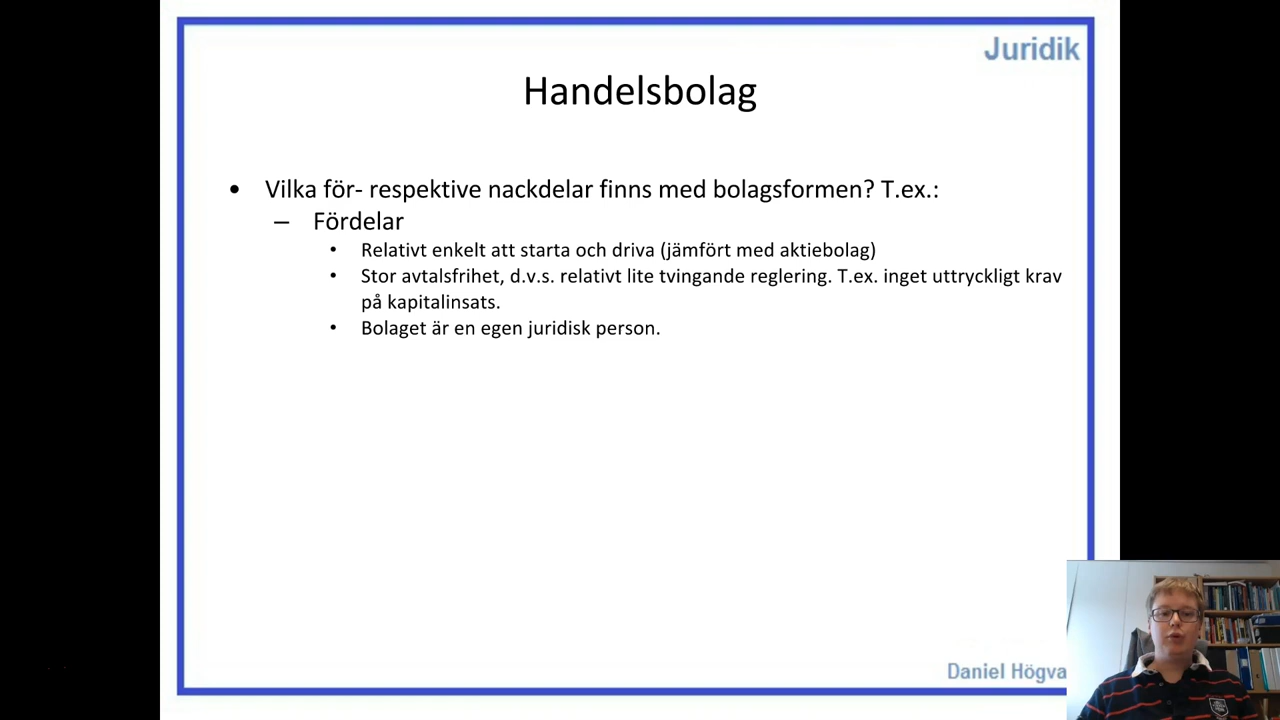 Juridik
Handelsbolag
• Vilka för- respektive nackdelar finns med bolagsformen? T.ex.:
– Fördelar
• Relativt enkelt att starta och driva (jämfört med aktiebolag)
• Stor avtalsfrihet, d.v.s. relativt lite tvingande reglering. T.ex. inget uttryckligt krav
på kapitalinsats.
• Bolaget är en egen juridisk person.
Daniel Högva